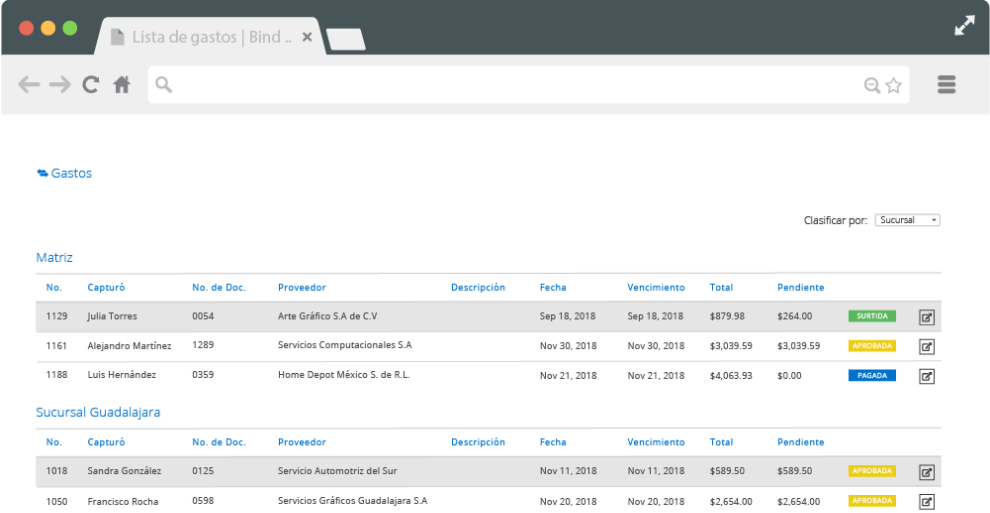 Lista de gastos | Bind ..
Gastos
Clasificar por: Sucursal
Matriz
No. Capturó No. de Doc. Proveedor Descripción Fecha Vencimiento Total Pendiente
1129 Julia Torres 0054 Arte Gráfico S.A de C.V Sep 18, 2018 Sep 18, 2018 $879.98 $264.00 SURTIDA
1161 Alejandro Martínez 1289 Servicios Computacionales S.A Nov 30, 2018 Nov 30, 2018 $3,039.59 $3,039.59 APROBADA
1188 Luis Hernández 0359 Home Depot México S. de R.L. Nov 21, 2018 Nov 21, 2018 $4,063.93 $0.00 PAGADA
Sucursal Guadalajara
No. Capturó No. de Doc. Proveedor Descripción Fecha Vencimiento Total Pendiente
1018 Sandra González 0125 Servicio Automotriz del Sur Nov 11, 2018 Nov 11, 2018 $589.50 $589.50 APROBADA
1050 Francisco Rocha 0598 Servicios Gráficos Guadalajara S.A Nov 20, 2018 Nov 20, 2018 $2,654.00 $2,654.00 APROBADA